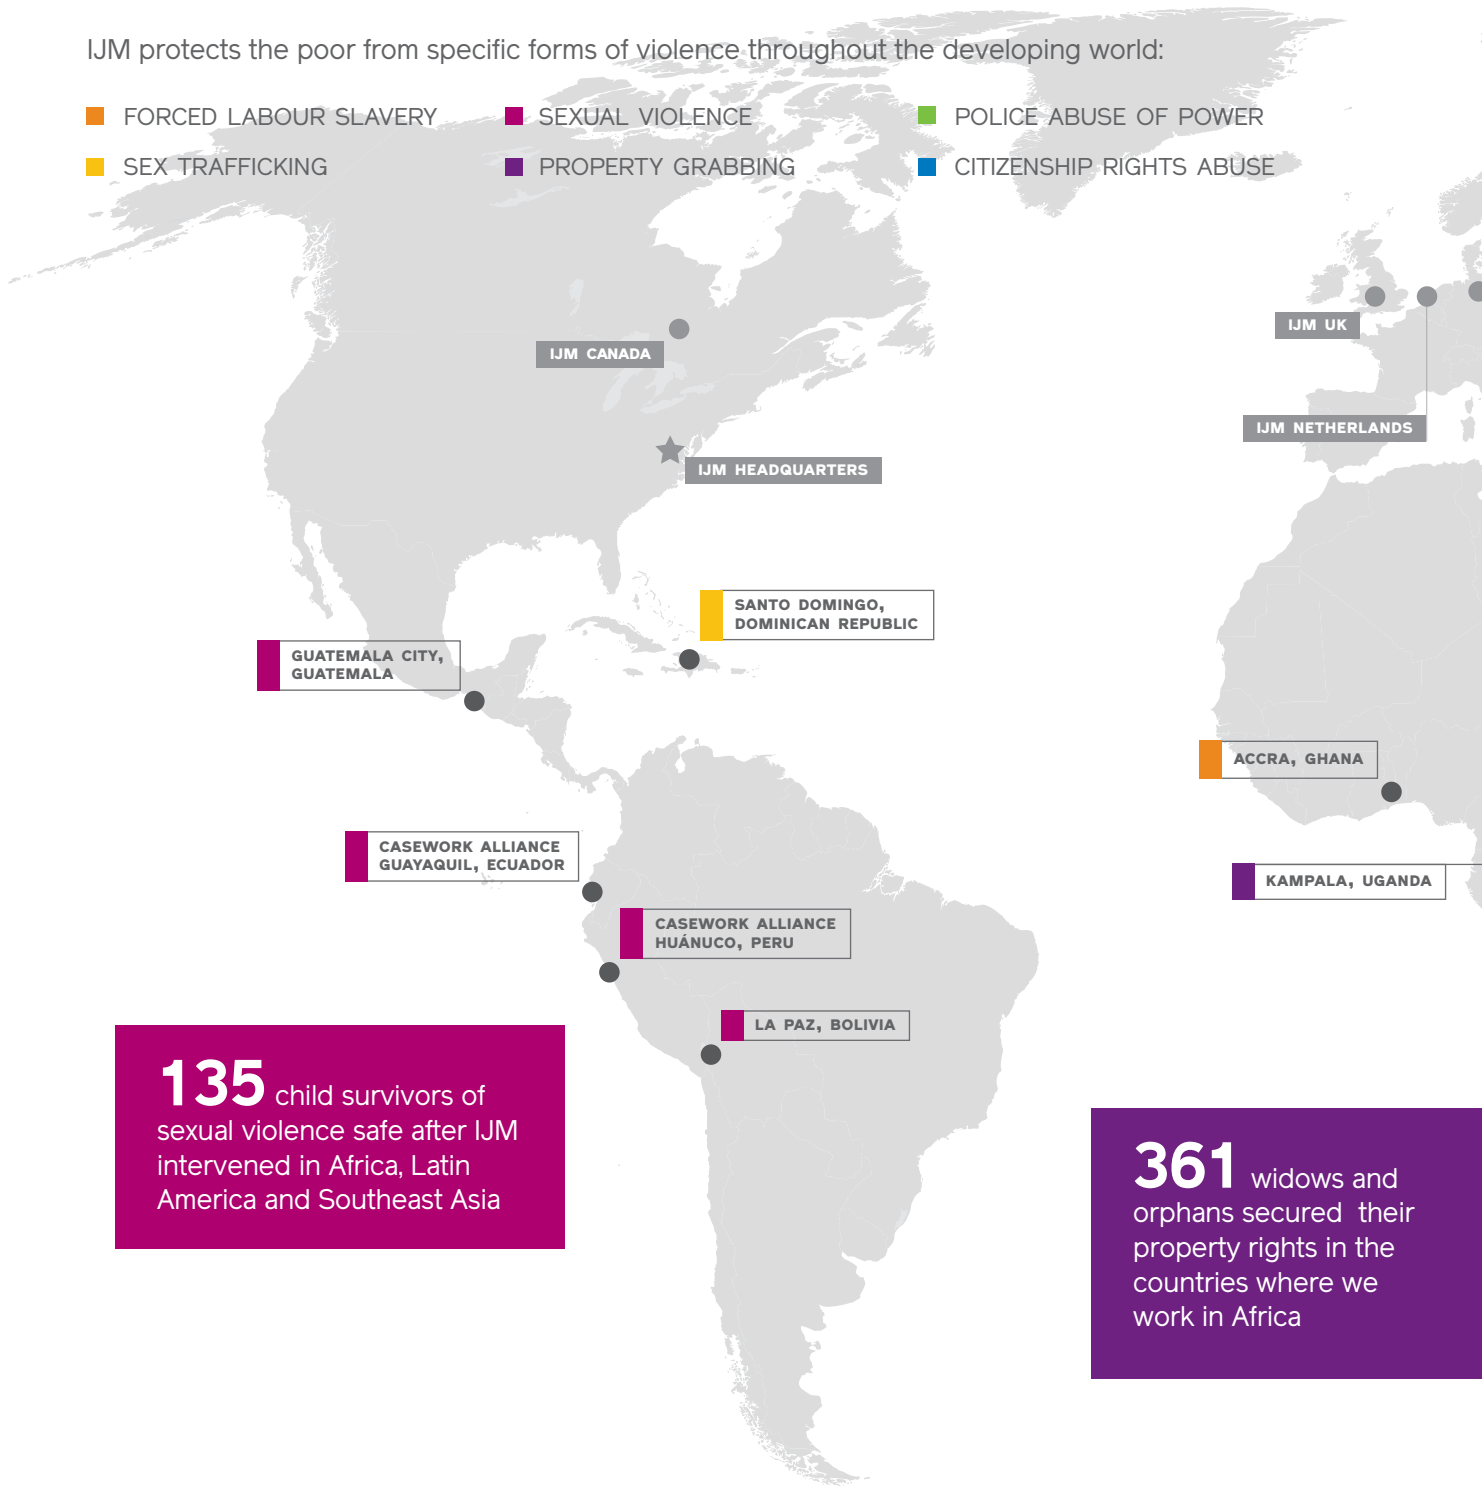 IJM protects the poor from specific forms of violence throughout the developing world:
FORCED LABOUR SLAVERY
SEXUAL VIOLENCE
POLICE ABUSE OF POWER
SEX TRAFFICKING
PROPERTY GRABBING
CITIZENSHIP RIGHTS ABUSE
IJM UK
IJM CANADA
IJM NETHERLANDS
IJM HEADQUARTERS
SANTO DOMINGO,
DOMINICAN REPUBLIC
GUATEMALA CITY,
GUATEMALA
ACCRA, GHANA
CASEWORK ALLIANCE
GUAYAQUIL, ECUADOR
KAMPALA, UGANDA
CASEWORK ALLIANCE
HUÁNUCO, PERU
LA PAZ, BOLIVIA
135 child survivors of
sexual violence safe after IJM
intervened in Africa, Latin
America and Southeast Asia
361 widows and
orphans secured their
property rights in the
countries where we
work in Africa